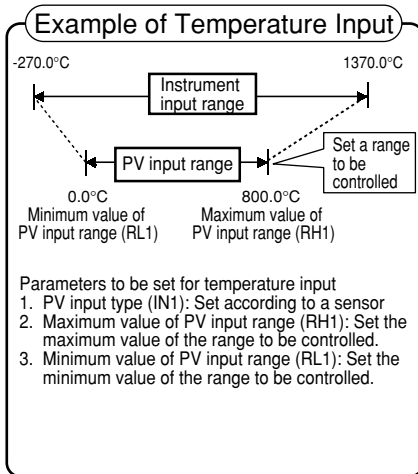 Example of Temperature Input
-270.0°C
1370.0°C
Instrument
input range
PV input range
Set a range
to be
controlled
0.0°C
Minimum value of
PV input range (RL1)
800.0°C
Maximum value of
PV input range (RH1)
Parameters to be set for temperature input
1. PV input type (IN1): Set according to a sensor
2. Maximum value of PV input range (RH1): Set the
maximum value of the range to be controlled.
3. Minimum value of PV input range (RL1): Set the
minimum value of the range to be controlled.